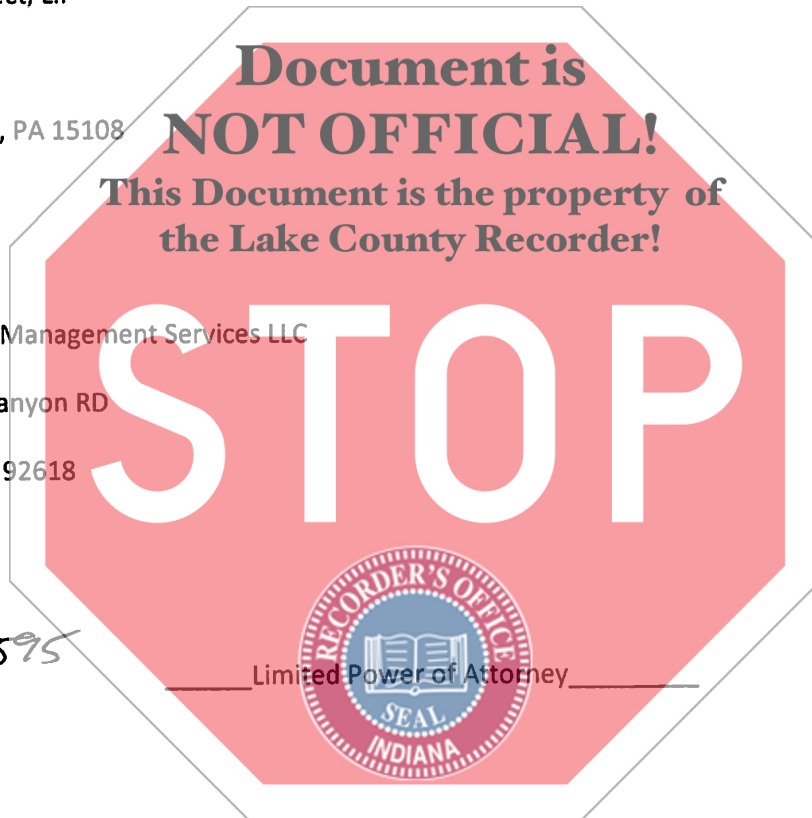 Document is
, PA 15108
NOT OFFICIAL!
This Document is the property of
the Lake County Recorder!
STOP
Management Services LLC
anyon RD
92618
595
RECORDER'S OFFICE
Limited Power of Attorney
SEAL
INDIANA